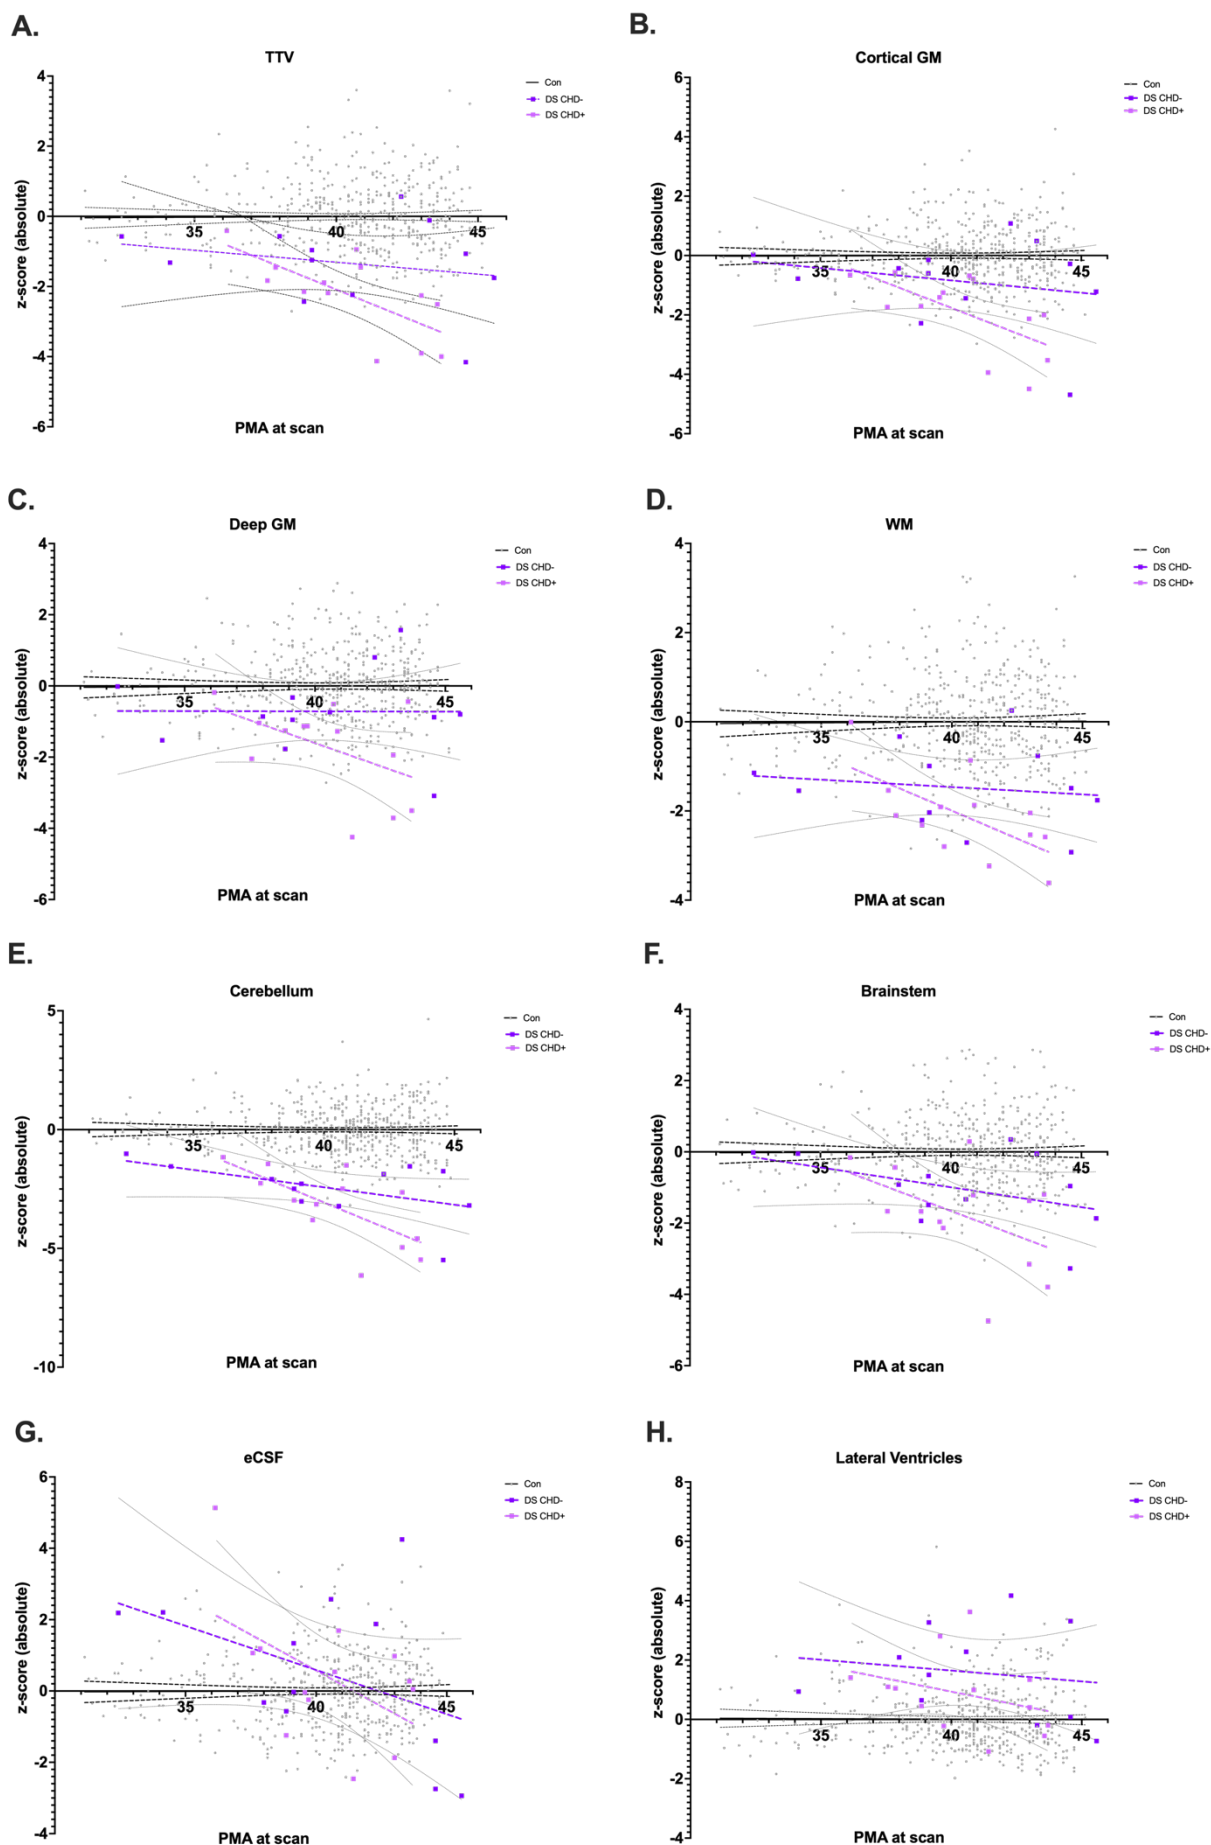 A.
TTV
Con
DS CHD-
DS CHD+
z-score (absolute)
4
2
0
-2
-4
-6
35
40
45
PMA at scan
B.
Cortical GM
Con
DS CHD-
DS CHD+
z-score (absolute)
6
4
2
0
-2
-4
-6
35
40
45
PMA at scan
C.
Deep GM
Con
DS CHD-
DS CHD+
z-score (absolute)
4
2
0
-2
-4
-6
35
40
45
PMA at scan
D.
WM
Con
DS CHD-
DS CHD+
z-score (absolute)
4
2
0
-2
-4
35
40
45
PMA at scan
E.
Cerebellum
Con
DS CHD-
DS CHD+
z-score (absolute)
5
0
-5
-10
35
40
45
PMA at scan
F.
Brainstem
Con
DS CHD-
DS CHD+
z-score (absolute)
4
2
0
-2
-4
-6
35
40
45
PMA at scan
G.
eCSF
Con
DS CHD-
DS CHD+
z-score (absolute)
6
4
2
0
-2
-4
35
40
45
PMA at scan
H.
Lateral Ventricles
Con
DS CHD-
DS CHD+
z-score (absolute)
8
6
4
2
0
-2
-4
35
40
45
PMA at scan